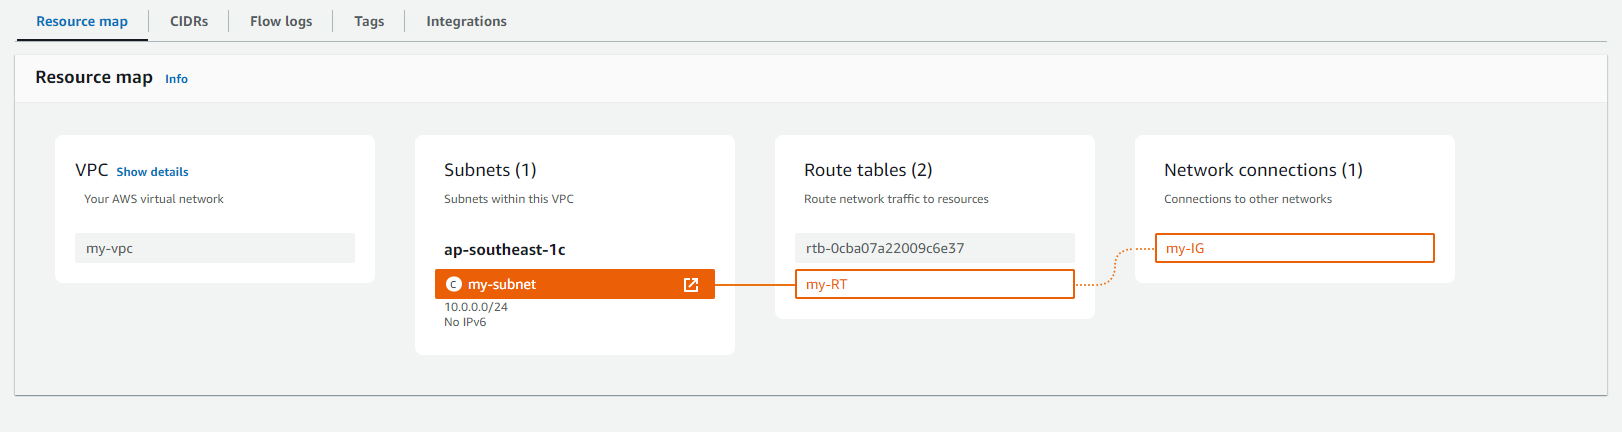 Resource map
CIDRs
Flow logs
Tags
Integrations
Resource map Info
VPC Show details
Your AWS virtual network
my-vpc
Subnets (1)
Subnets within this VPC
ap-southeast-1c
C my-subnet
10.0.0.0/24
No IPv6
Route tables (2)
Route network traffic to resources
rtb-0cba07a22009c6e37
my-RT
Network connections (1)
Connections to other networks
my-IG